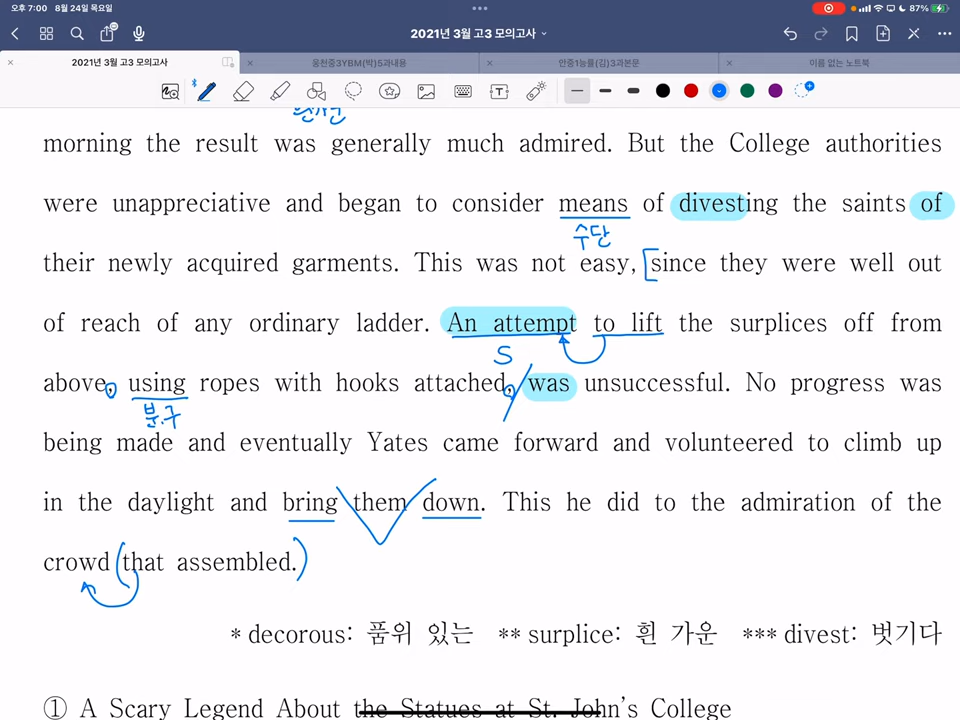 오후 7:00 8월 24일 목요일 87%
2021년 3월 고3 모의고사
2021년 3월 고3 모의고사 웅천중3YBM(박)5과내용 안중1능률(김)3과본문 이름 없는 노트북
morning the result was generally much admired. But the College authorities
were unappreciative and began to consider means of divesting the saints of
수단
their newly acquired garments. This was not easy, [since they were well out
of reach of any ordinary ladder. An attempt to lift the surplices off from
S
above, using ropes with hooks attached, was unsuccessful. No progress was
분.구
being made and eventually Yates came forward and volunteered to climb up
in the daylight and bring them down. This he did to the admiration of the
crowd (that assembled.)
* decorous: 품위 있는 ** surplice: 흰 가운 *** divest: 벗기다
① A Scary Legend About the Statues at St. John's College